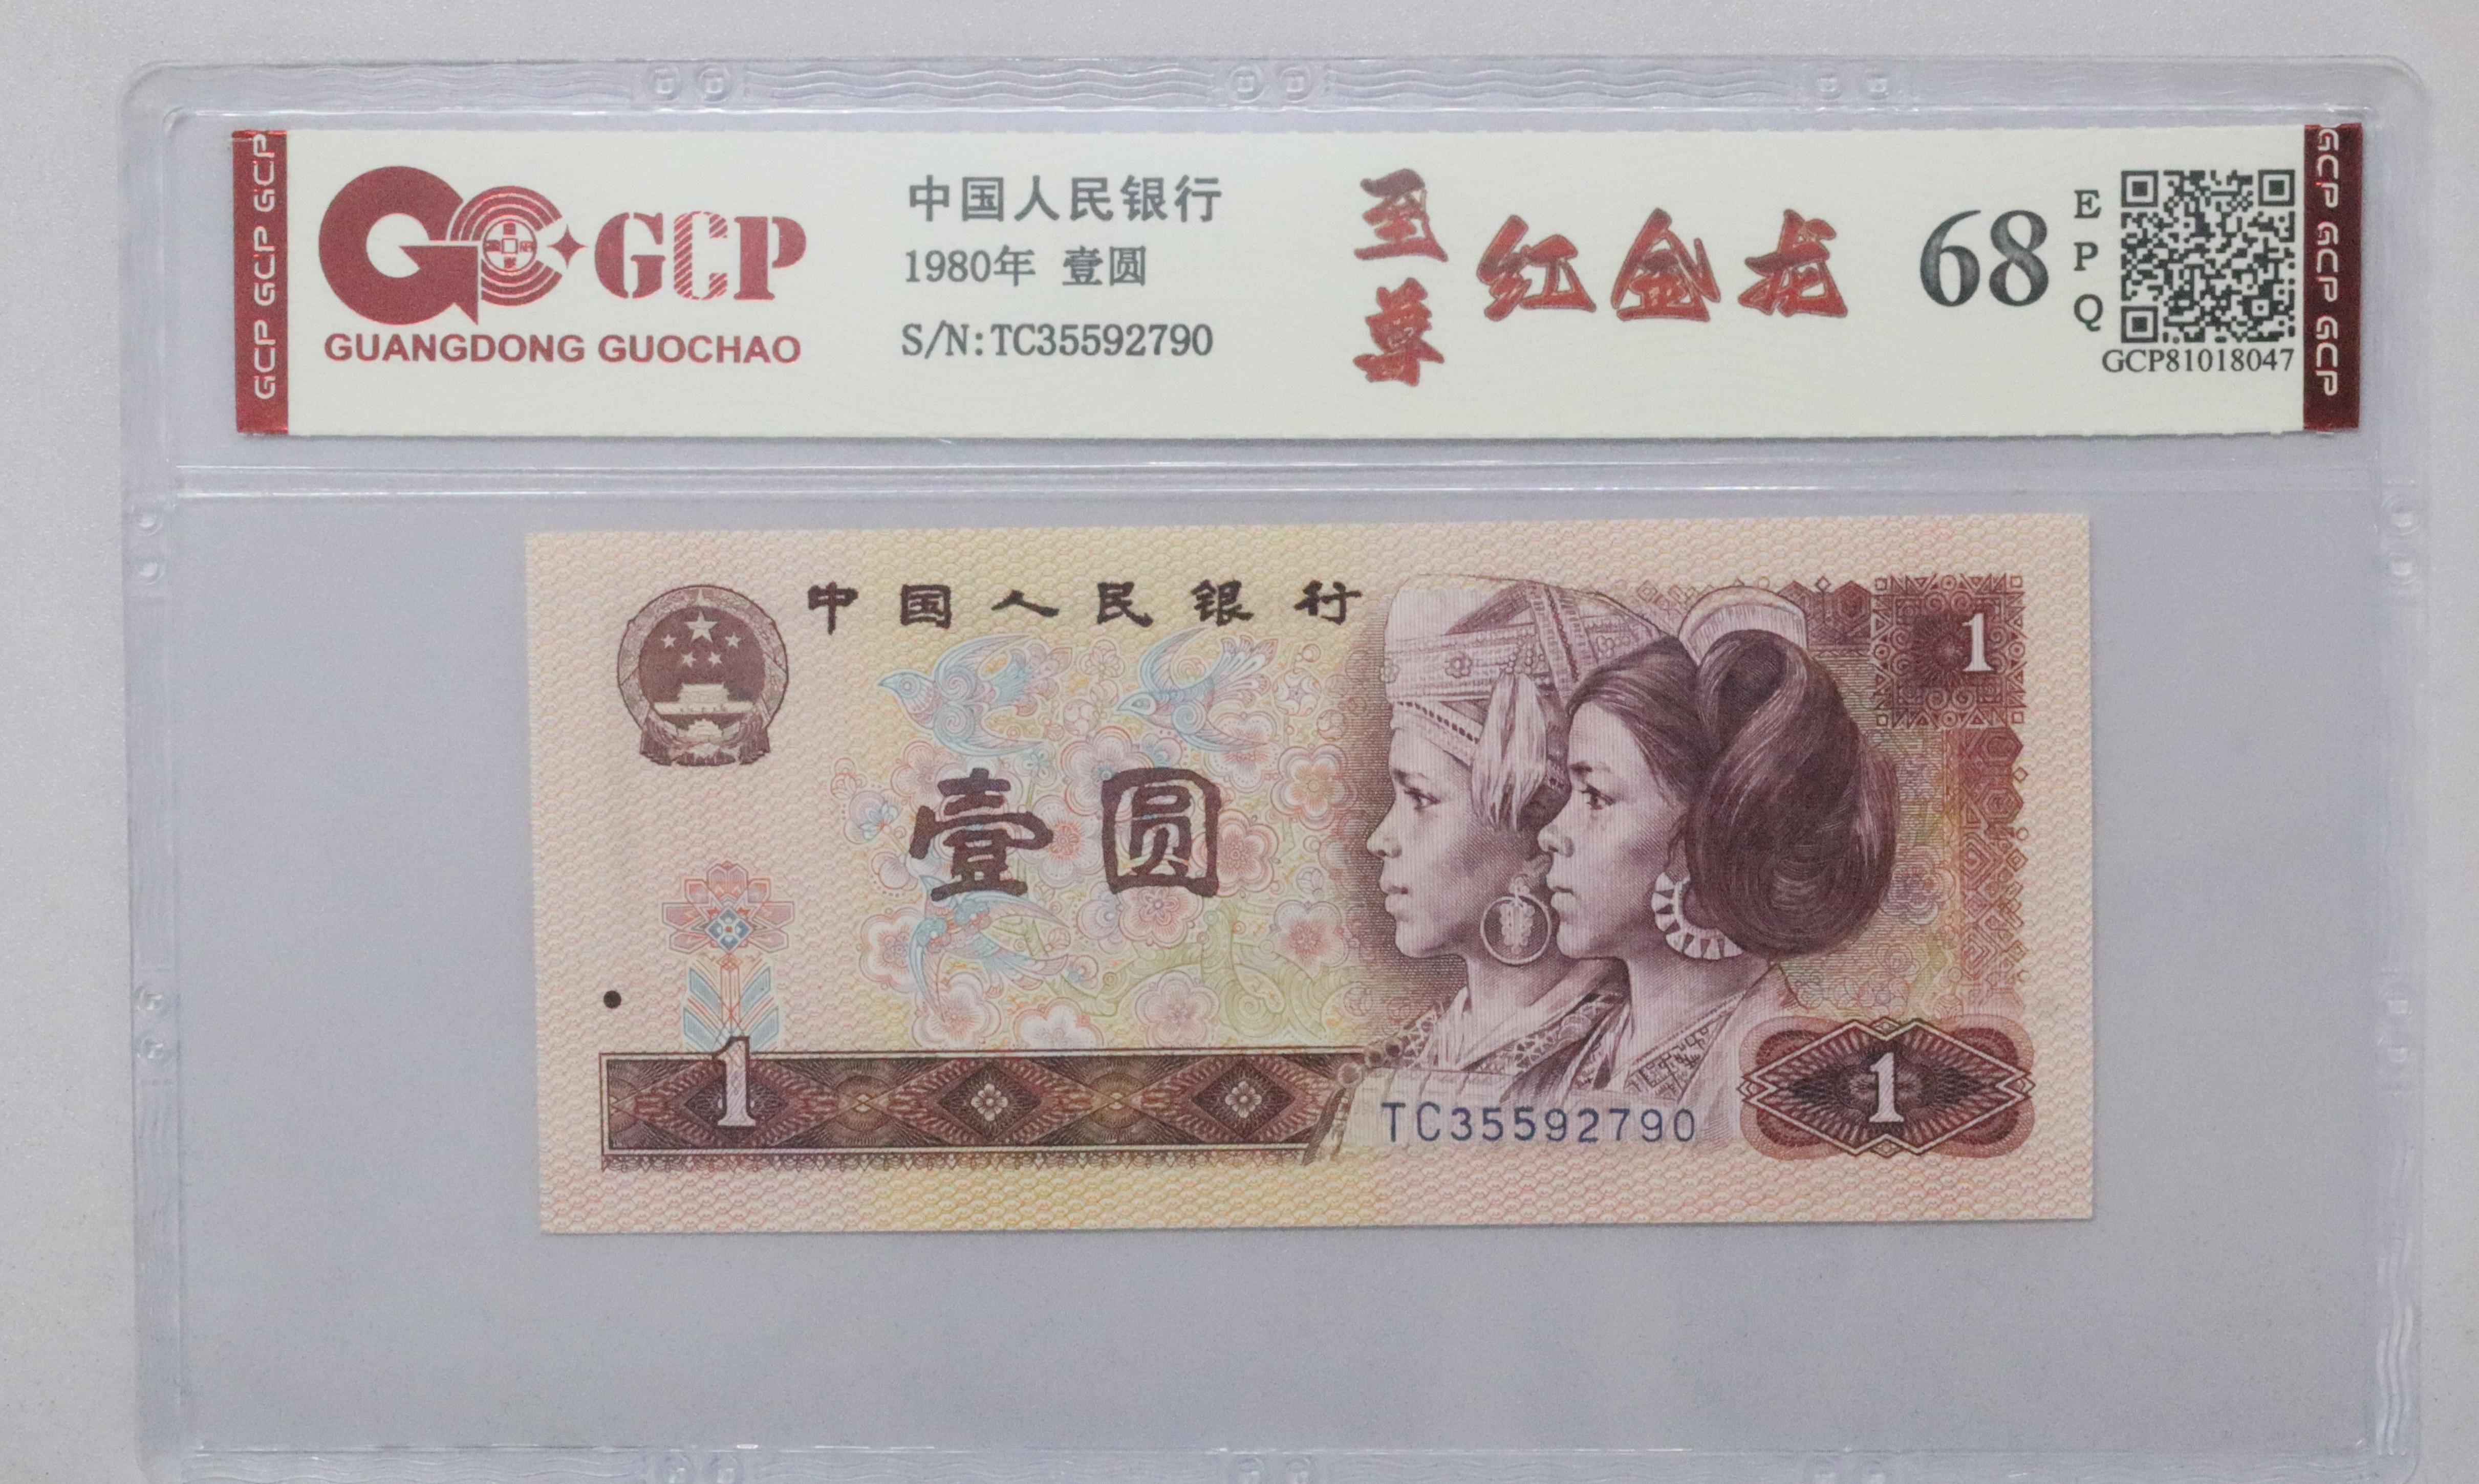 GCP GCP GCP
GCP
GUANGDONG GUOCHAO
中国人民银行
1980年 壹圆
S/N:TC35592790
至尊
红金龙
68
EPQ
GCP81018047
GCP GCP GCP
中国人民银行
1
壹圆
1
TC35592790
1